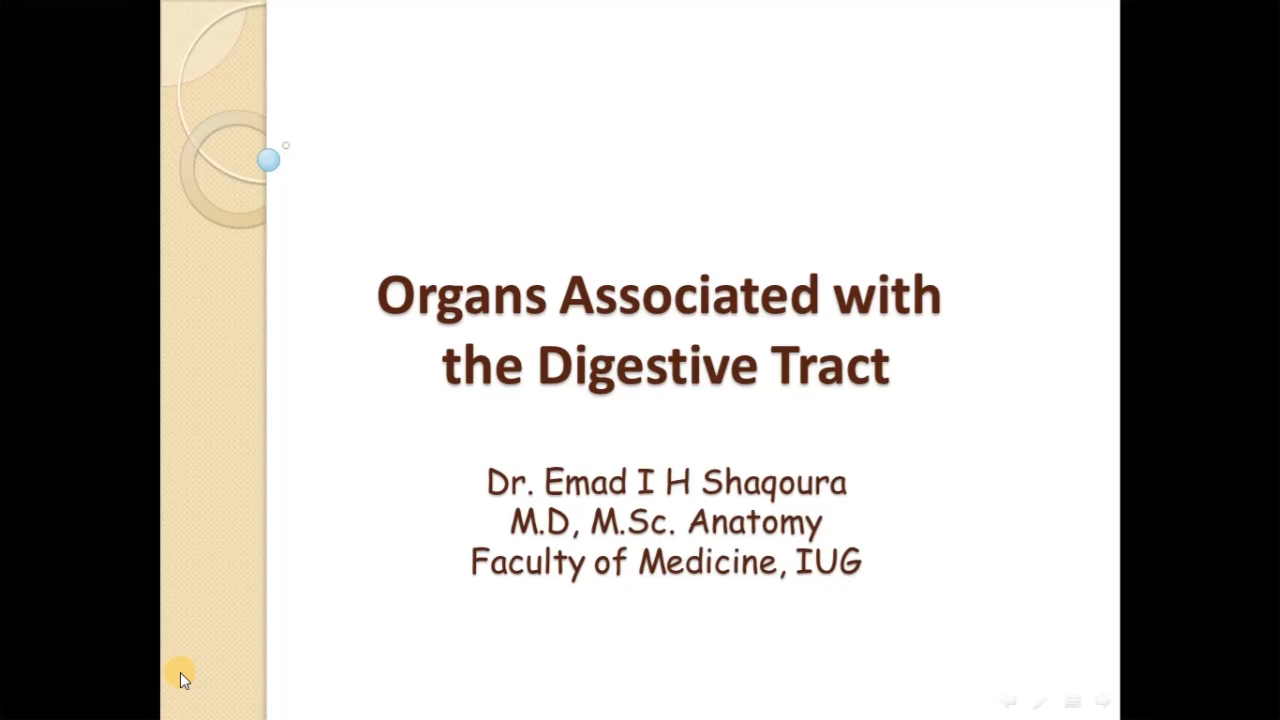 Organs Associated with
the Digestive Tract
Dr. Emad I H Shaqoura
M.D, M.Sc. Anatomy
Faculty of Medicine, IUG